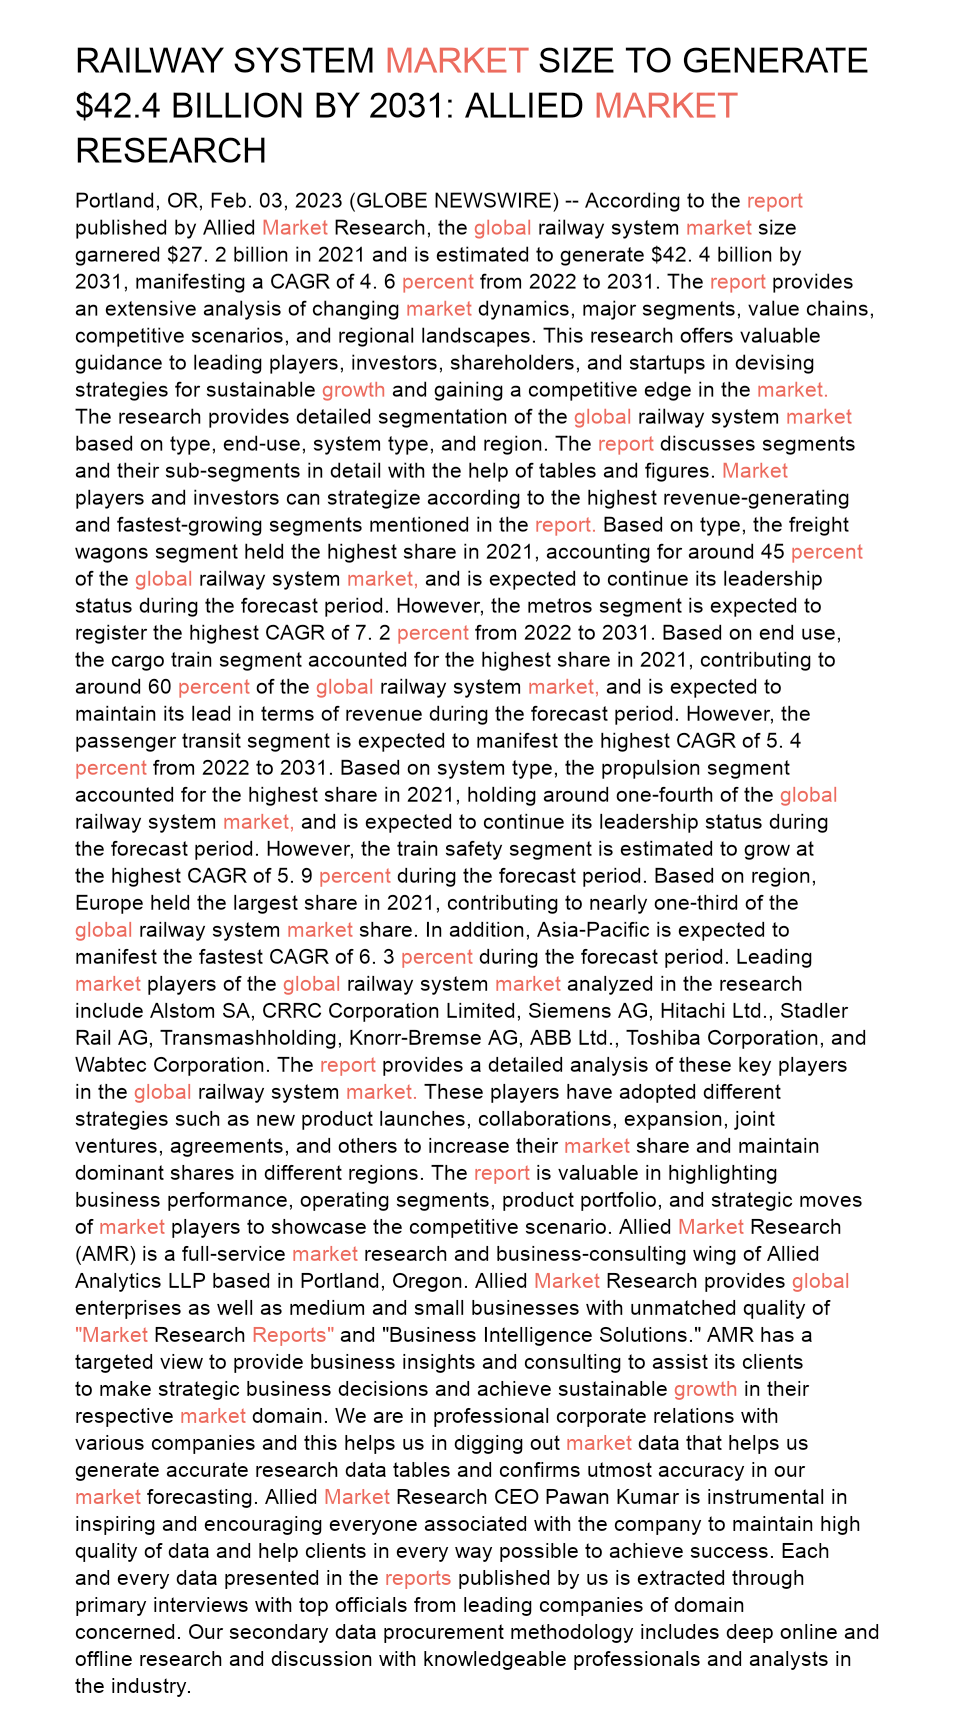 RAILWAY SYSTEM MARKET SIZE TO GENERATE
$42.4 BILLION BY 2031: ALLIED MARKET
RESEARCH
Portland, OR, Feb. 03, 2023 (GLOBE NEWSWIRE) -- According to the report
published by Allied Market Research, the global railway system market size
garnered $27. 2 billion in 2021 and is estimated to generate $42. 4 billion by
2031, manifesting a CAGR of 4. 6 percent from 2022 to 2031. The report provides
an extensive analysis of changing market dynamics, major segments, value chains,
competitive scenarios, and regional landscapes. This research offers valuable
guidance to leading players, investors, shareholders, and startups in devising
strategies for sustainable growth and gaining a competitive edge in the market.
The research provides detailed segmentation of the global railway system market
based on type, end-use, system type, and region. The report discusses segments
and their sub-segments in detail with the help of tables and figures. Market
players and investors can strategize according to the highest revenue-generating
and fastest-growing segments mentioned in the report. Based on type, the freight
wagons segment held the highest share in 2021, accounting for around 45 percent
of the global railway system market, and is expected to continue its leadership
status during the forecast period. However, the metros segment is expected to
register the highest CAGR of 7. 2 percent from 2022 to 2031. Based on end use,
the cargo train segment accounted for the highest share in 2021, contributing to
around 60 percent of the global railway system market, and is expected to
maintain its lead in terms of revenue during the forecast period. However, the
passenger transit segment is expected to manifest the highest CAGR of 5. 4
percent from 2022 to 2031. Based on system type, the propulsion segment
accounted for the highest share in 2021, holding around one-fourth of the global
railway system market, and is expected to continue its leadership status during
the forecast period. However, the train safety segment is estimated to grow at
the highest CAGR of 5. 9 percent during the forecast period. Based on region,
Europe held the largest share in 2021, contributing to nearly one-third of the
global railway system market share. In addition, Asia-Pacific is expected to
manifest the fastest CAGR of 6. 3 percent during the forecast period. Leading
market players of the global railway system market analyzed in the research
include Alstom SA, CRRC Corporation Limited, Siemens AG, Hitachi Ltd., Stadler
Rail AG, Transmashholding, Knorr-Bremse AG, ABB Ltd., Toshiba Corporation, and
Wabtec Corporation. The report provides a detailed analysis of these key players
in the global railway system market. These players have adopted different
strategies such as new product launches, collaborations, expansion, joint
ventures, agreements, and others to increase their market share and maintain
dominant shares in different regions. The report is valuable in highlighting
business performance, operating segments, product portfolio, and strategic moves
of market players to showcase the competitive scenario. Allied Market Research
(AMR) is a full-service market research and business-consulting wing of Allied
Analytics LLP based in Portland, Oregon. Allied Market Research provides global
enterprises as well as medium and small businesses with unmatched quality of
"Market Research Reports" and "Business Intelligence Solutions." AMR has a
targeted view to provide business insights and consulting to assist its clients
to make strategic business decisions and achieve sustainable growth in their
respective market domain. We are in professional corporate relations with
various companies and this helps us in digging out market data that helps us
generate accurate research data tables and confirms utmost accuracy in our
market forecasting. Allied Market Research CEO Pawan Kumar is instrumental in
inspiring and encouraging everyone associated with the company to maintain high
quality of data and help clients in every way possible to achieve success. Each
and every data presented in the reports published by us is extracted through
primary interviews with top officials from leading companies of domain
concerned. Our secondary data procurement methodology includes deep online and
offline research and discussion with knowledgeable professionals and analysts in
the industry.